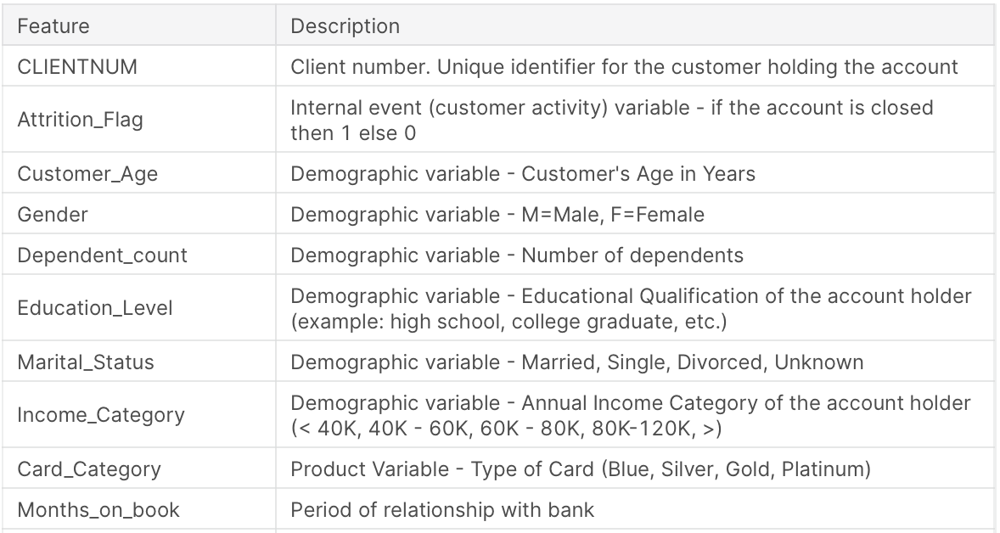 Feature Description
CLIENTNUM Client number. Unique identifier for the customer holding the account
Attrition_Flag Internal event (customer activity) variable - if the account is closed
then 1 else 0
Customer_Age Demographic variable - Customer's Age in Years
Gender Demographic variable - M=Male, F=Female
Dependent_count Demographic variable - Number of dependents
Education_Level Demographic variable - Educational Qualification of the account holder
(example: high school, college graduate, etc.)
Marital_Status Demographic variable - Married, Single, Divorced, Unknown
Income_Category Demographic variable - Annual Income Category of the account holder
(< 40K, 40K - 60K, 60K - 80K, 80K-120K, >)
Card_Category Product Variable - Type of Card (Blue, Silver, Gold, Platinum)
Months_on_book Period of relationship with bank